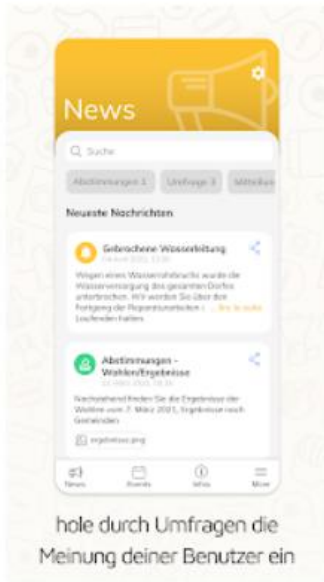 News
Suche
Abstimmungen 1 Umfrage 3
Neueste Nachrichten
Gebrochene Wasserleitung
Wegen eines Wasserrohrbruchs wurde die
Wasserversorgung des gesamten Dorfes
unterbrochen. Wir werden Sie über den
Fortgang der Reparaturarbeiten
Laufenden halten.
Abstimmungen -
Wahlen/Ergebnisse
Nachstehend finden Sie die Ergebnisse der
Wahlen vom 7. März 2021, Ergebnisse nach
Gemeinden
ergebnisse.png
News Events Infos More
hole durch Umfragen die
Meinung deiner Benutzer ein